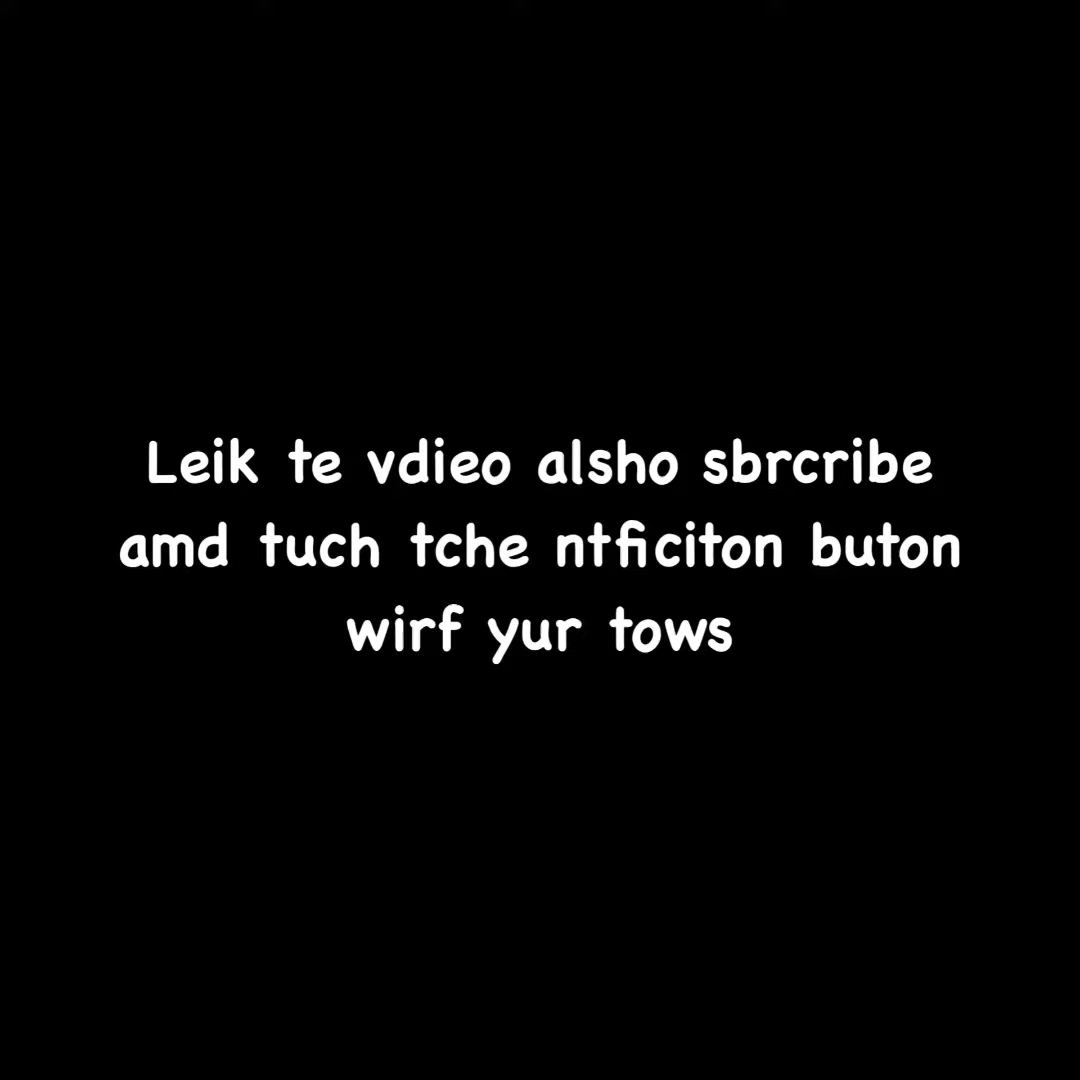 Leik te vdieo alsho sbrcribe
amd tuch tche ntficiton buton
wirf yur tows